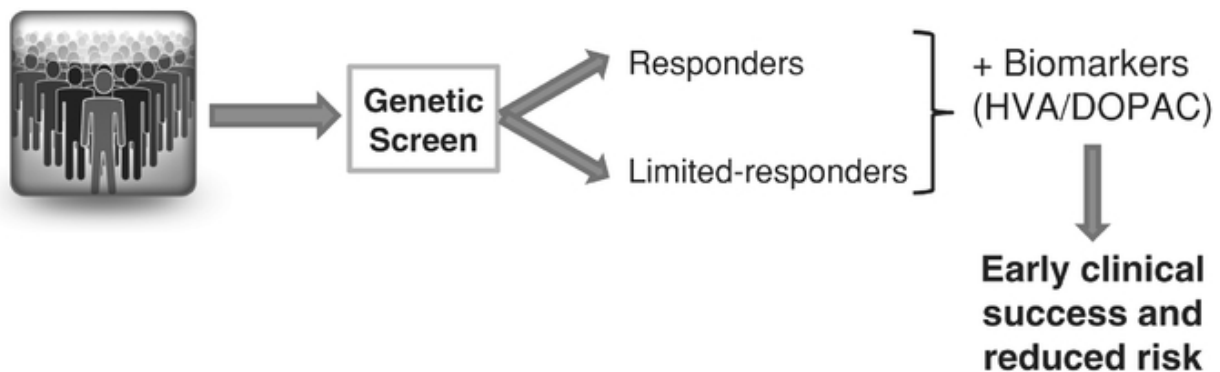 Genetic
Screen
Responders
Limited-responders
+ Biomarkers
(HVA/DOPAC)
Early clinical
success and
reduced risk